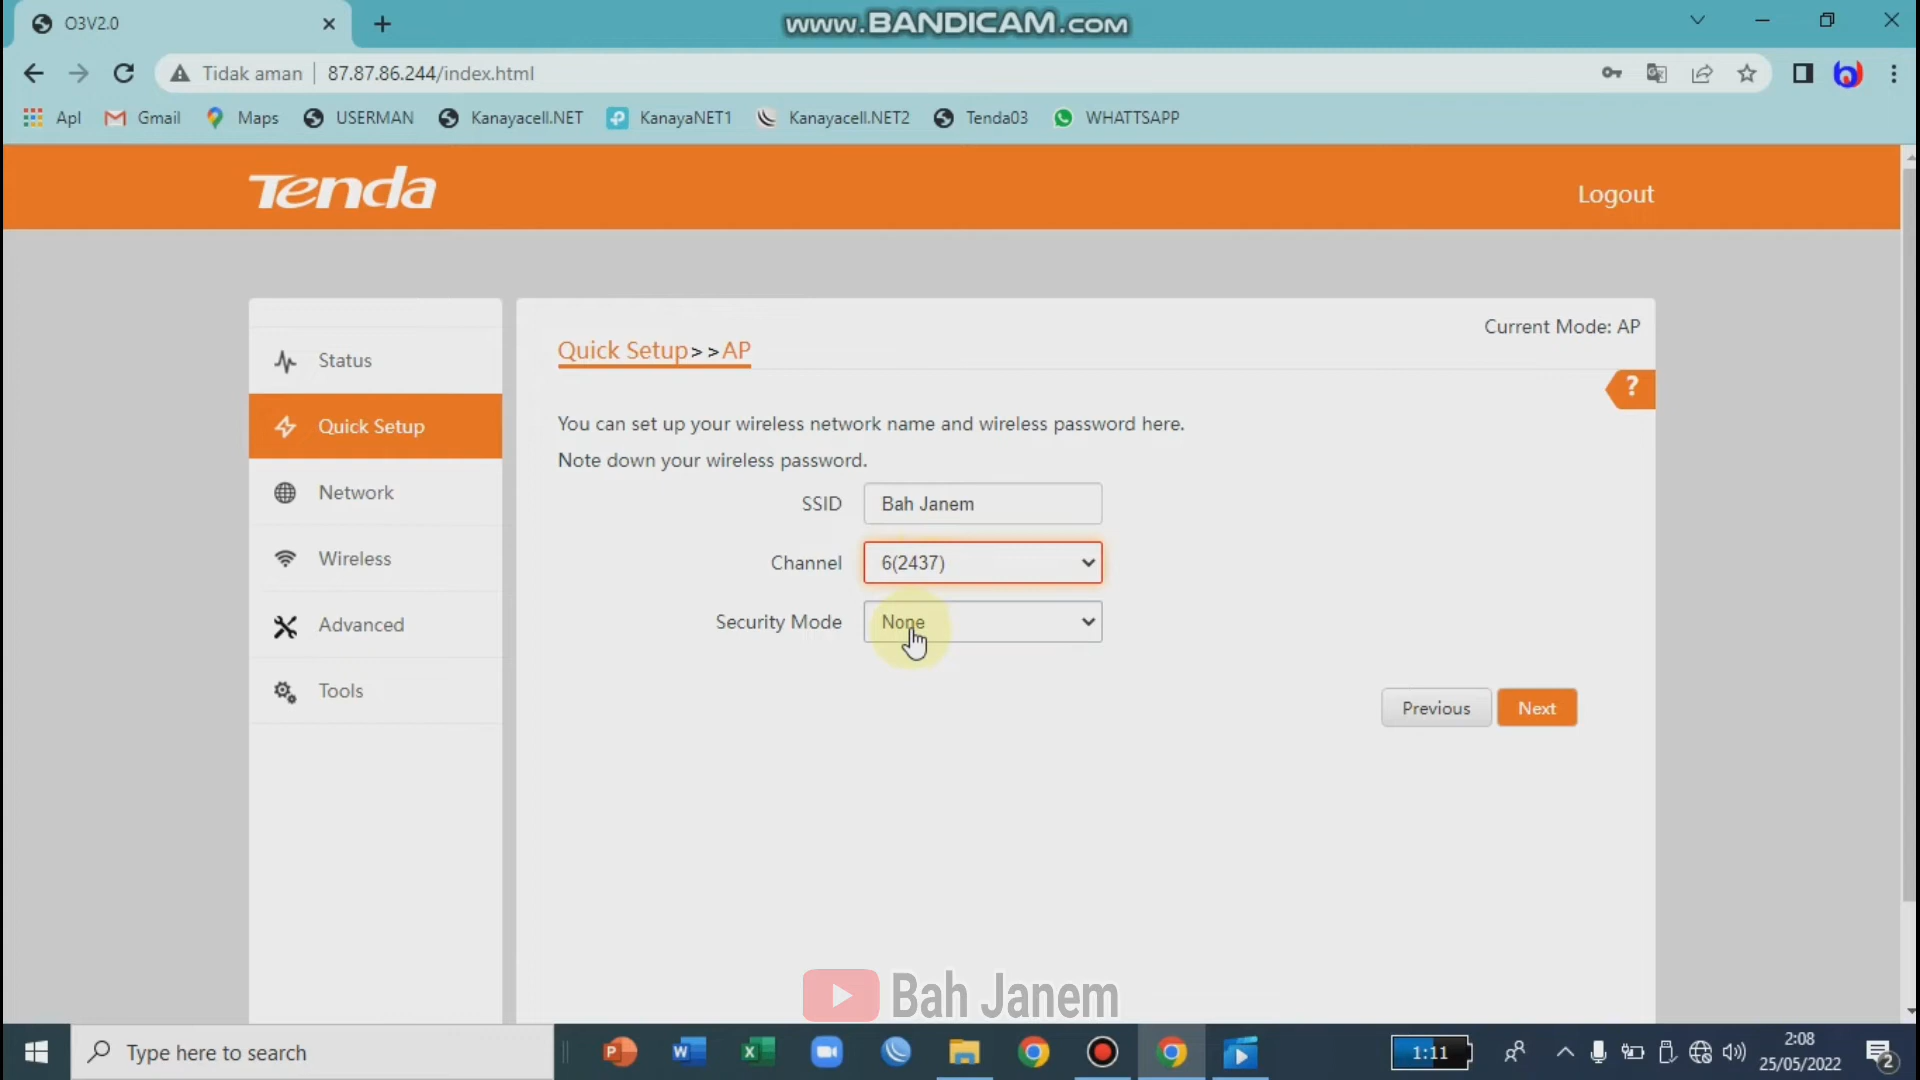 O3V2.0
www.BANDICAM.com
Tidak aman
87.87.86.244/index.html
Apl
Gmail
Maps
USERMAN
Kanayacell.NET
KanayaNET1
Kanayacell.NET2
Tenda03
WHATTSAPP
Tenda
Logout
Current Mode: AP
Status
Quick Setup
Network
Wireless
Advanced
Tools
Quick Setup>>AP
?
You can set up your wireless network name and wireless password here.
Note down your wireless password.
SSID
Bah Janem
Channel
6(2437)
Security Mode
None
Previous
Next
Bah Janem
Type here to search
1:11
2:08
25/05/2022
2